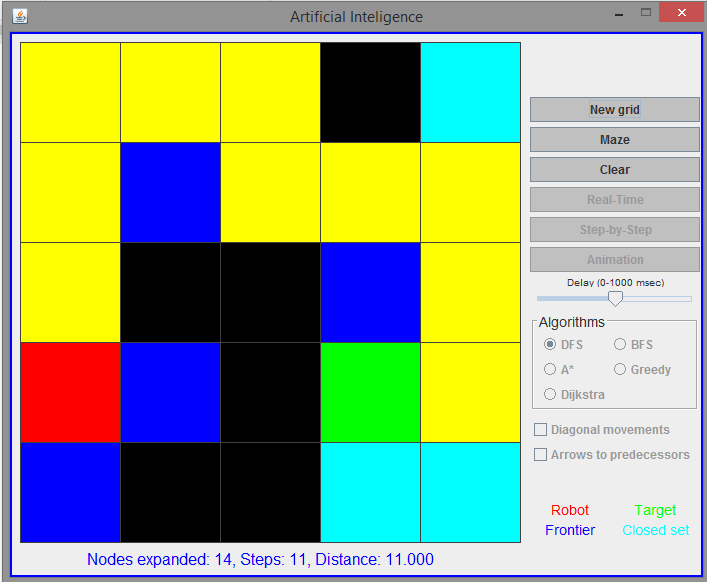 Artificial Inteligence
New grid
Maze
Clear
Real-Time
Step-by-Step
Animation
Delay (0-1000 msec)
Algorithms
DFS BFS
A* Greedy
Dijkstra
Diagonal movements
Arrows to predecessors
Robot Target
Frontier Closed set
Nodes expanded: 14, Steps: 11, Distance: 11.000